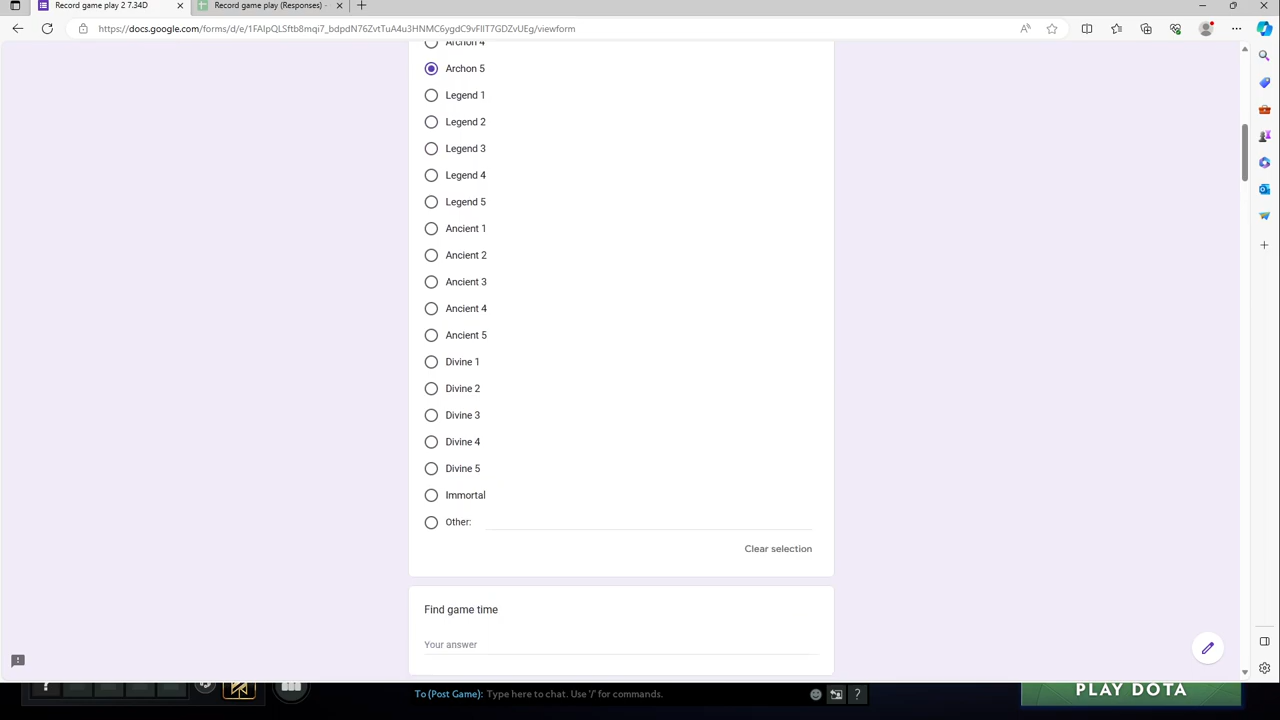 Record game play 2 7.34D
Record game play (Responses) -
https://docs.google.com/forms/d/e/1FAIpQLSftb8mqi7_bdpdN76ZvtTuA4u3HNMC6ygdC9vFIIT7GDZvUEg/viewform
Archon 4
Archon 5
Legend 1
Legend 2
Legend 3
Legend 4
Legend 5
Ancient 1
Ancient 2
Ancient 3
Ancient 4
Ancient 5
Divine 1
Divine 2
Divine 3
Divine 4
Divine 5
Immortal
Other:
Clear selection
Find game time
Your answer
To (Post Game): Type here to chat. Use '/' for commands.
?
PLAY DOTA